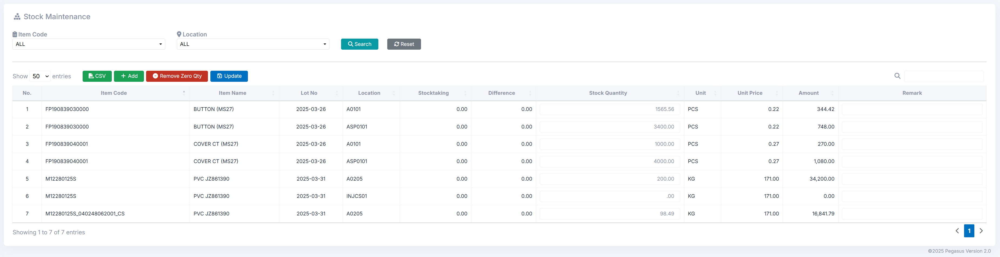 Stock Maintenance
Item Code Location
ALL ALL Search Reset
Show 50 entries CSV Add Remove Zero Qty Update
No. Item Code Item Name Lot No Location Stocktaking Difference Stock Quantity Unit Unit Price Amount Remark
1 FP190839030000 BUTTON (MS27) 2025-03-26 A0101 0.00 0.00 1565.56 PCS 0.22 344.42
2 FP190839030000 BUTTON (MS27) 2025-03-26 ASP0101 0.00 0.00 3400.00 PCS 0.22 748.00
3 FP190839040001 COVER CT (MS27) 2025-03-26 A0101 0.00 0.00 1000.00 PCS 0.27 270.00
4 FP190839040001 COVER CT (MS27) 2025-03-26 ASP0101 0.00 0.00 4000.00 PCS 0.27 1,080.00
5 M12280125S PVC JZ861390 2025-03-31 A0205 0.00 0.00 200.00 KG 171.00 34,200.00
6 M12280125S PVC JZ861390 2025-03-31 INJCS01 0.00 0.00 .00 KG 171.00 0.00
7 M12280125S_040248062001_CS PVC JZ861390 2025-03-31 A0205 0.00 0.00 98.49 KG 171.00 16,841.79
Showing 1 to 7 of 7 entries 1
©2025 Pegasus Version 2.0